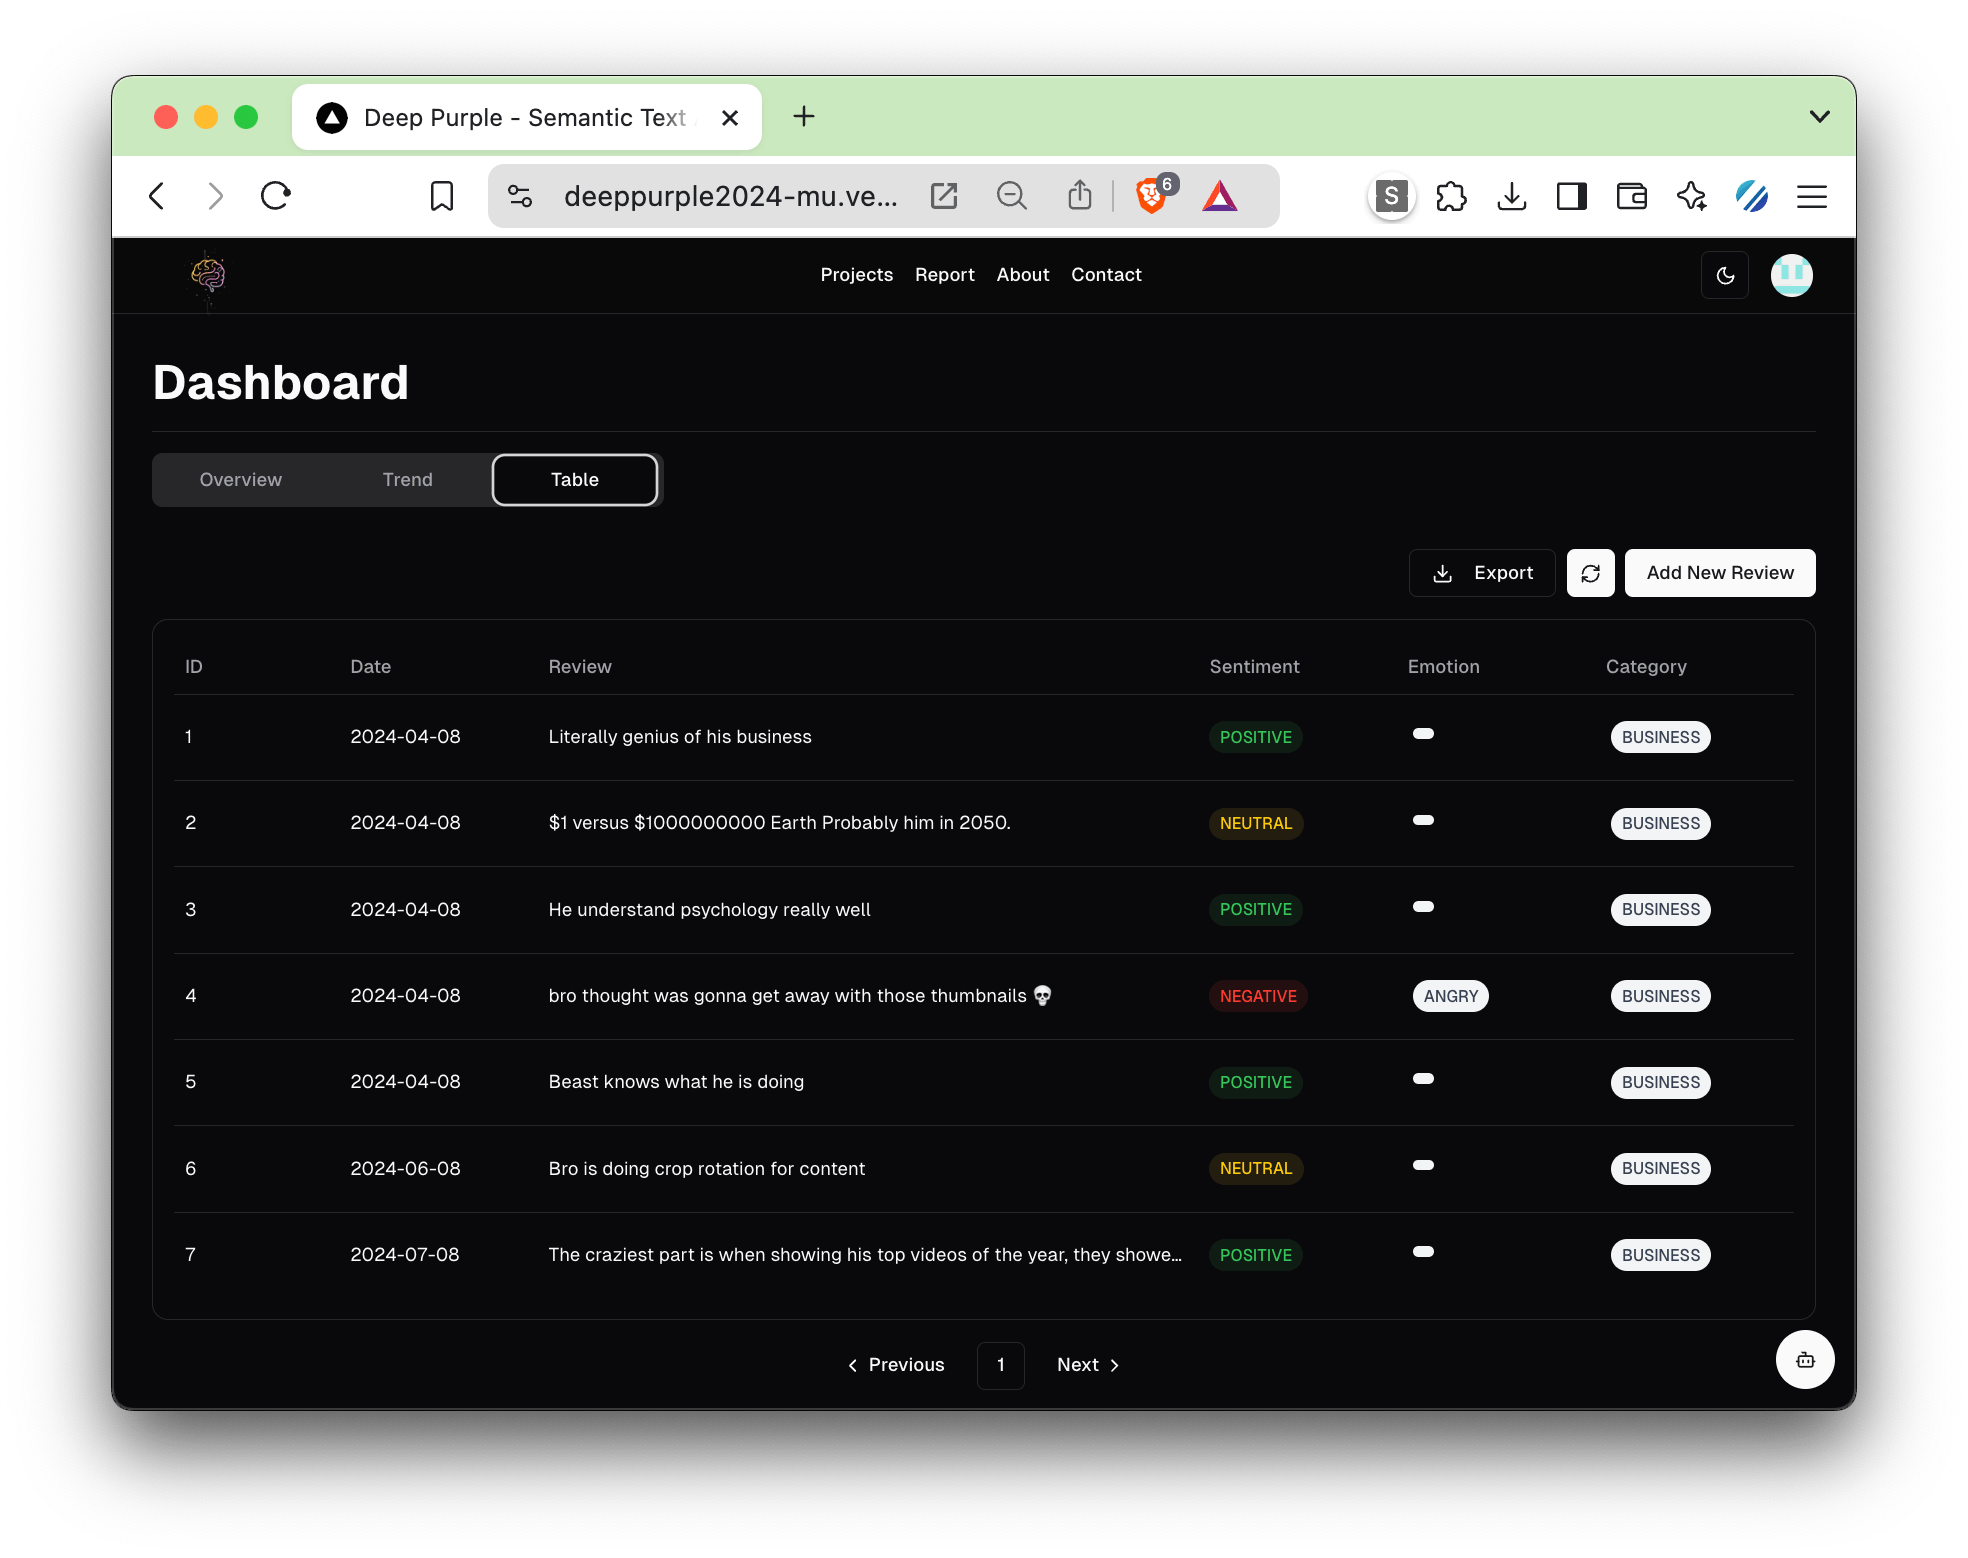 Deep Purple - Semantic Text
deeppurple2024-mu.ve...
6
S
Projects Report About Contact
Dashboard
Overview Trend Table
Export Add New Review
ID Date Review Sentiment Emotion Category
1 2024-04-08 Literally genius of his business POSITIVE BUSINESS
2 2024-04-08 $1 versus $1000000000 Earth Probably him in 2050. NEUTRAL BUSINESS
3 2024-04-08 He understand psychology really well POSITIVE BUSINESS
4 2024-04-08 bro thought was gonna get away with those thumbnails 💀 NEGATIVE ANGRY BUSINESS
5 2024-04-08 Beast knows what he is doing POSITIVE BUSINESS
6 2024-06-08 Bro is doing crop rotation for content NEUTRAL BUSINESS
7 2024-07-08 The craziest part is when showing his top videos of the year, they showe... POSITIVE BUSINESS
Previous 1 Next